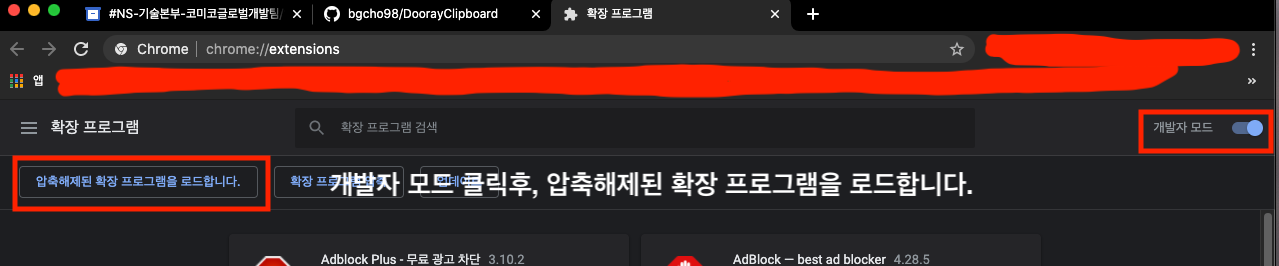 #NS-기술본부-코미코글로벌개발팀/
bgcho98/DoorayClipboard
확장 프로그램
Chrome
chrome://extensions
앱
확장 프로그램
확장 프로그램 검색
개발자 모드
압축해제된 확장 프로그램을 로드합니다.
확장 프로
개발자 모드 클릭후, 압축해제된 확장 프로그램을 로드합니다.
Adblock Plus - 무료 광고 차단 3.10.2
AdBlock — best ad blocker 4.28.5